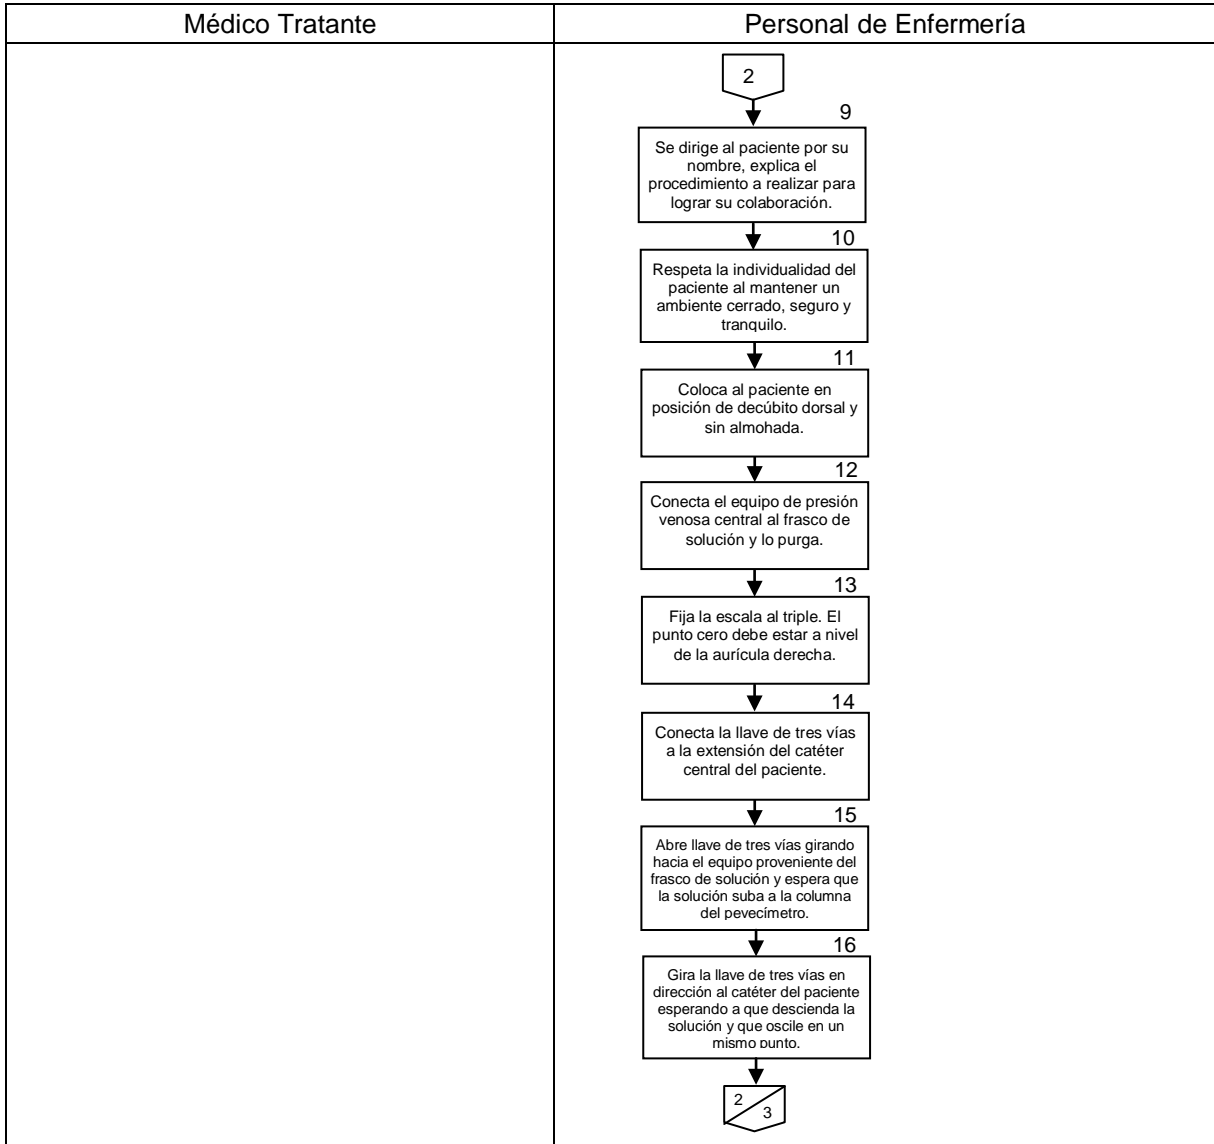 Médico Tratante
Personal de Enfermería
2
9
Se dirige al paciente por su
nombre, explica el
procedimiento a realizar para
lograr su colaboración.
10
Respeta la individualidad del
paciente al mantener un
ambiente cerrado, seguro y
tranquilo.
11
Coloca al paciente en
posición de decúbito dorsal y
sin almohada.
12
Conecta el equipo de presión
venosa central al frasco de
solución y lo purga.
13
Fija la escala al triple. El
punto cero debe estar a nivel
de la aurícula derecha.
14
Conecta la llave de tres vías
a la extensión del catéter
central del paciente.
15
Abre llave de tres vías girando
hacia el equipo proveniente del
frasco de solución y espera que
la solución suba a la columna
del pevecímetro.
16
Gira la llave de tres vías en
dirección al catéter del paciente
esperando a que descienda la
solución y que oscile en un
mismo punto.
2
3